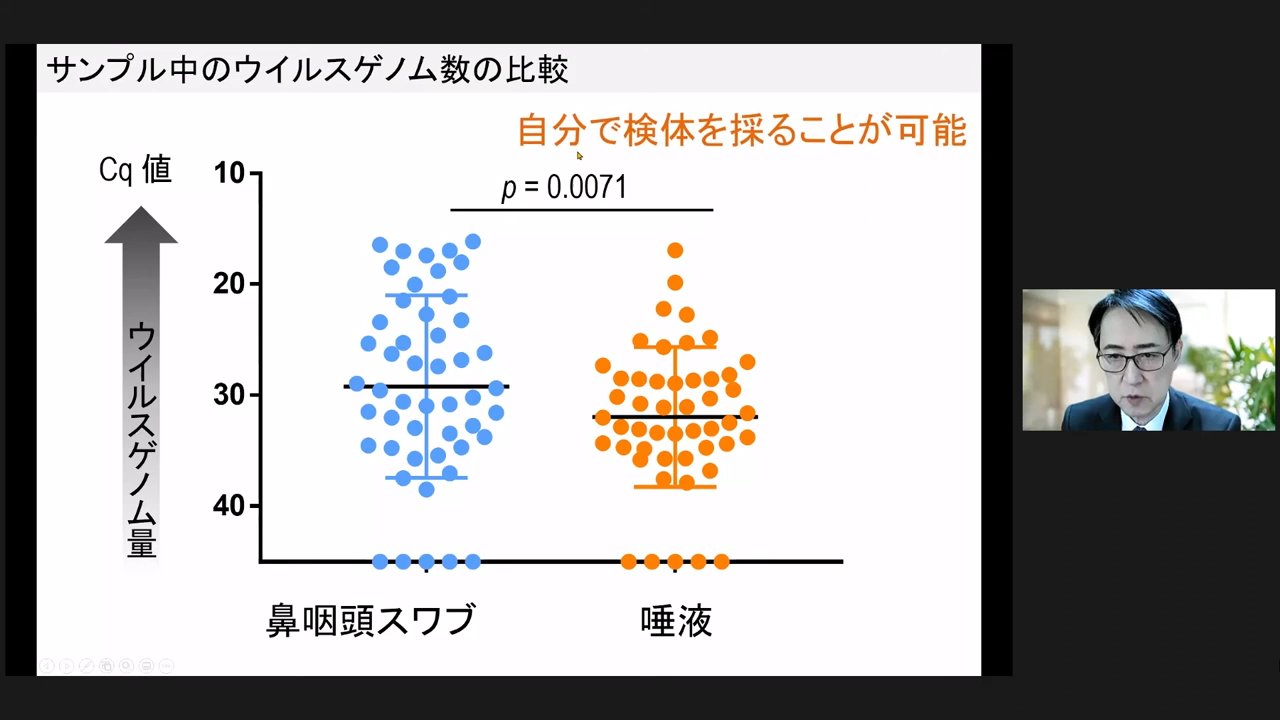 サンプル中のウイルスゲノム数の比較
自分で検体を採ることが可能
Cq 値
10
p = 0.0071
20
30
40
ウイルスゲノム量
鼻咽頭スワブ
唾液